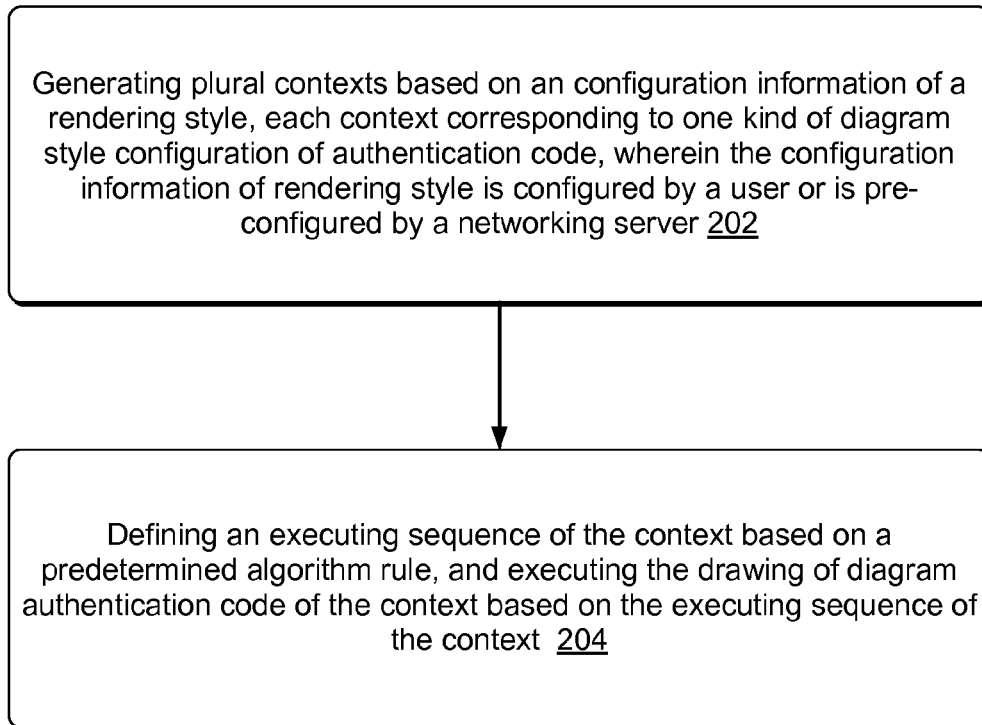 Generating plural contexts based on an configuration information of a
rendering style, each context corresponding to one kind of diagram
style configuration of authentication code, wherein the configuration
information of rendering style is configured by a user or is pre-
configured by a networking server 202
Defining an executing sequence of the context based on a
predetermined algorithm rule, and executing the drawing of diagram
authentication code of the context based on the executing sequence of
the context 204